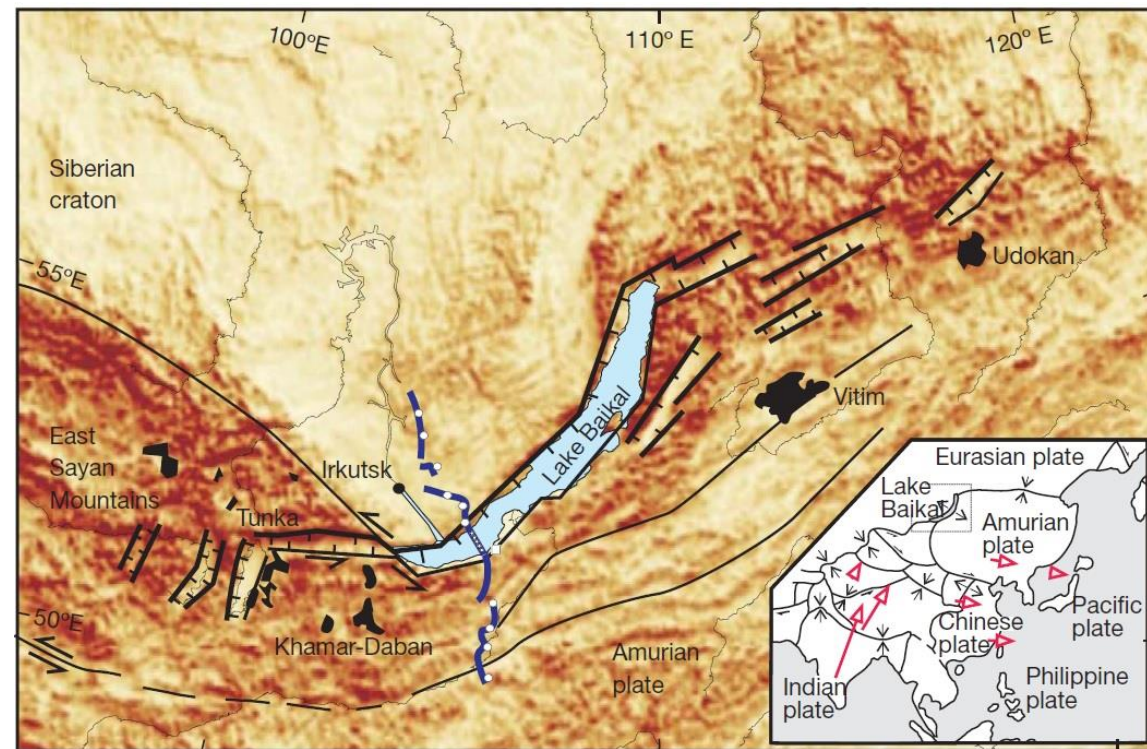 100°E
110° E
120°E
Siberian
craton
55°E
Udokan
Lake Baikal
Vitim
East
Sayan
Mountains
Irkutsk
Tunka
50°E
Khamar-Daban
Amurian
plate
Eurasian plate
Lake
Baikal
Amurian
plate
Chinese
plate
Pacific
plate
Indian
plate
Philippine
plate